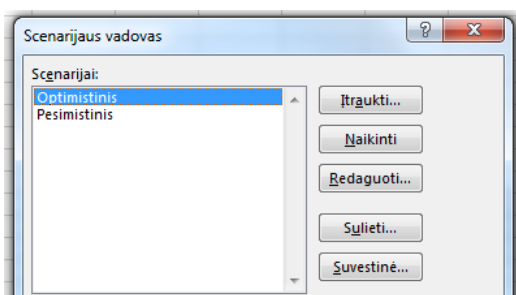 Scenarijaus vadovas
Scenarijai:
Optimistinis
Pesimistinis
Įtraukti...
Naikinti
Redaguoti...
Sulieti...
Suvestinė...